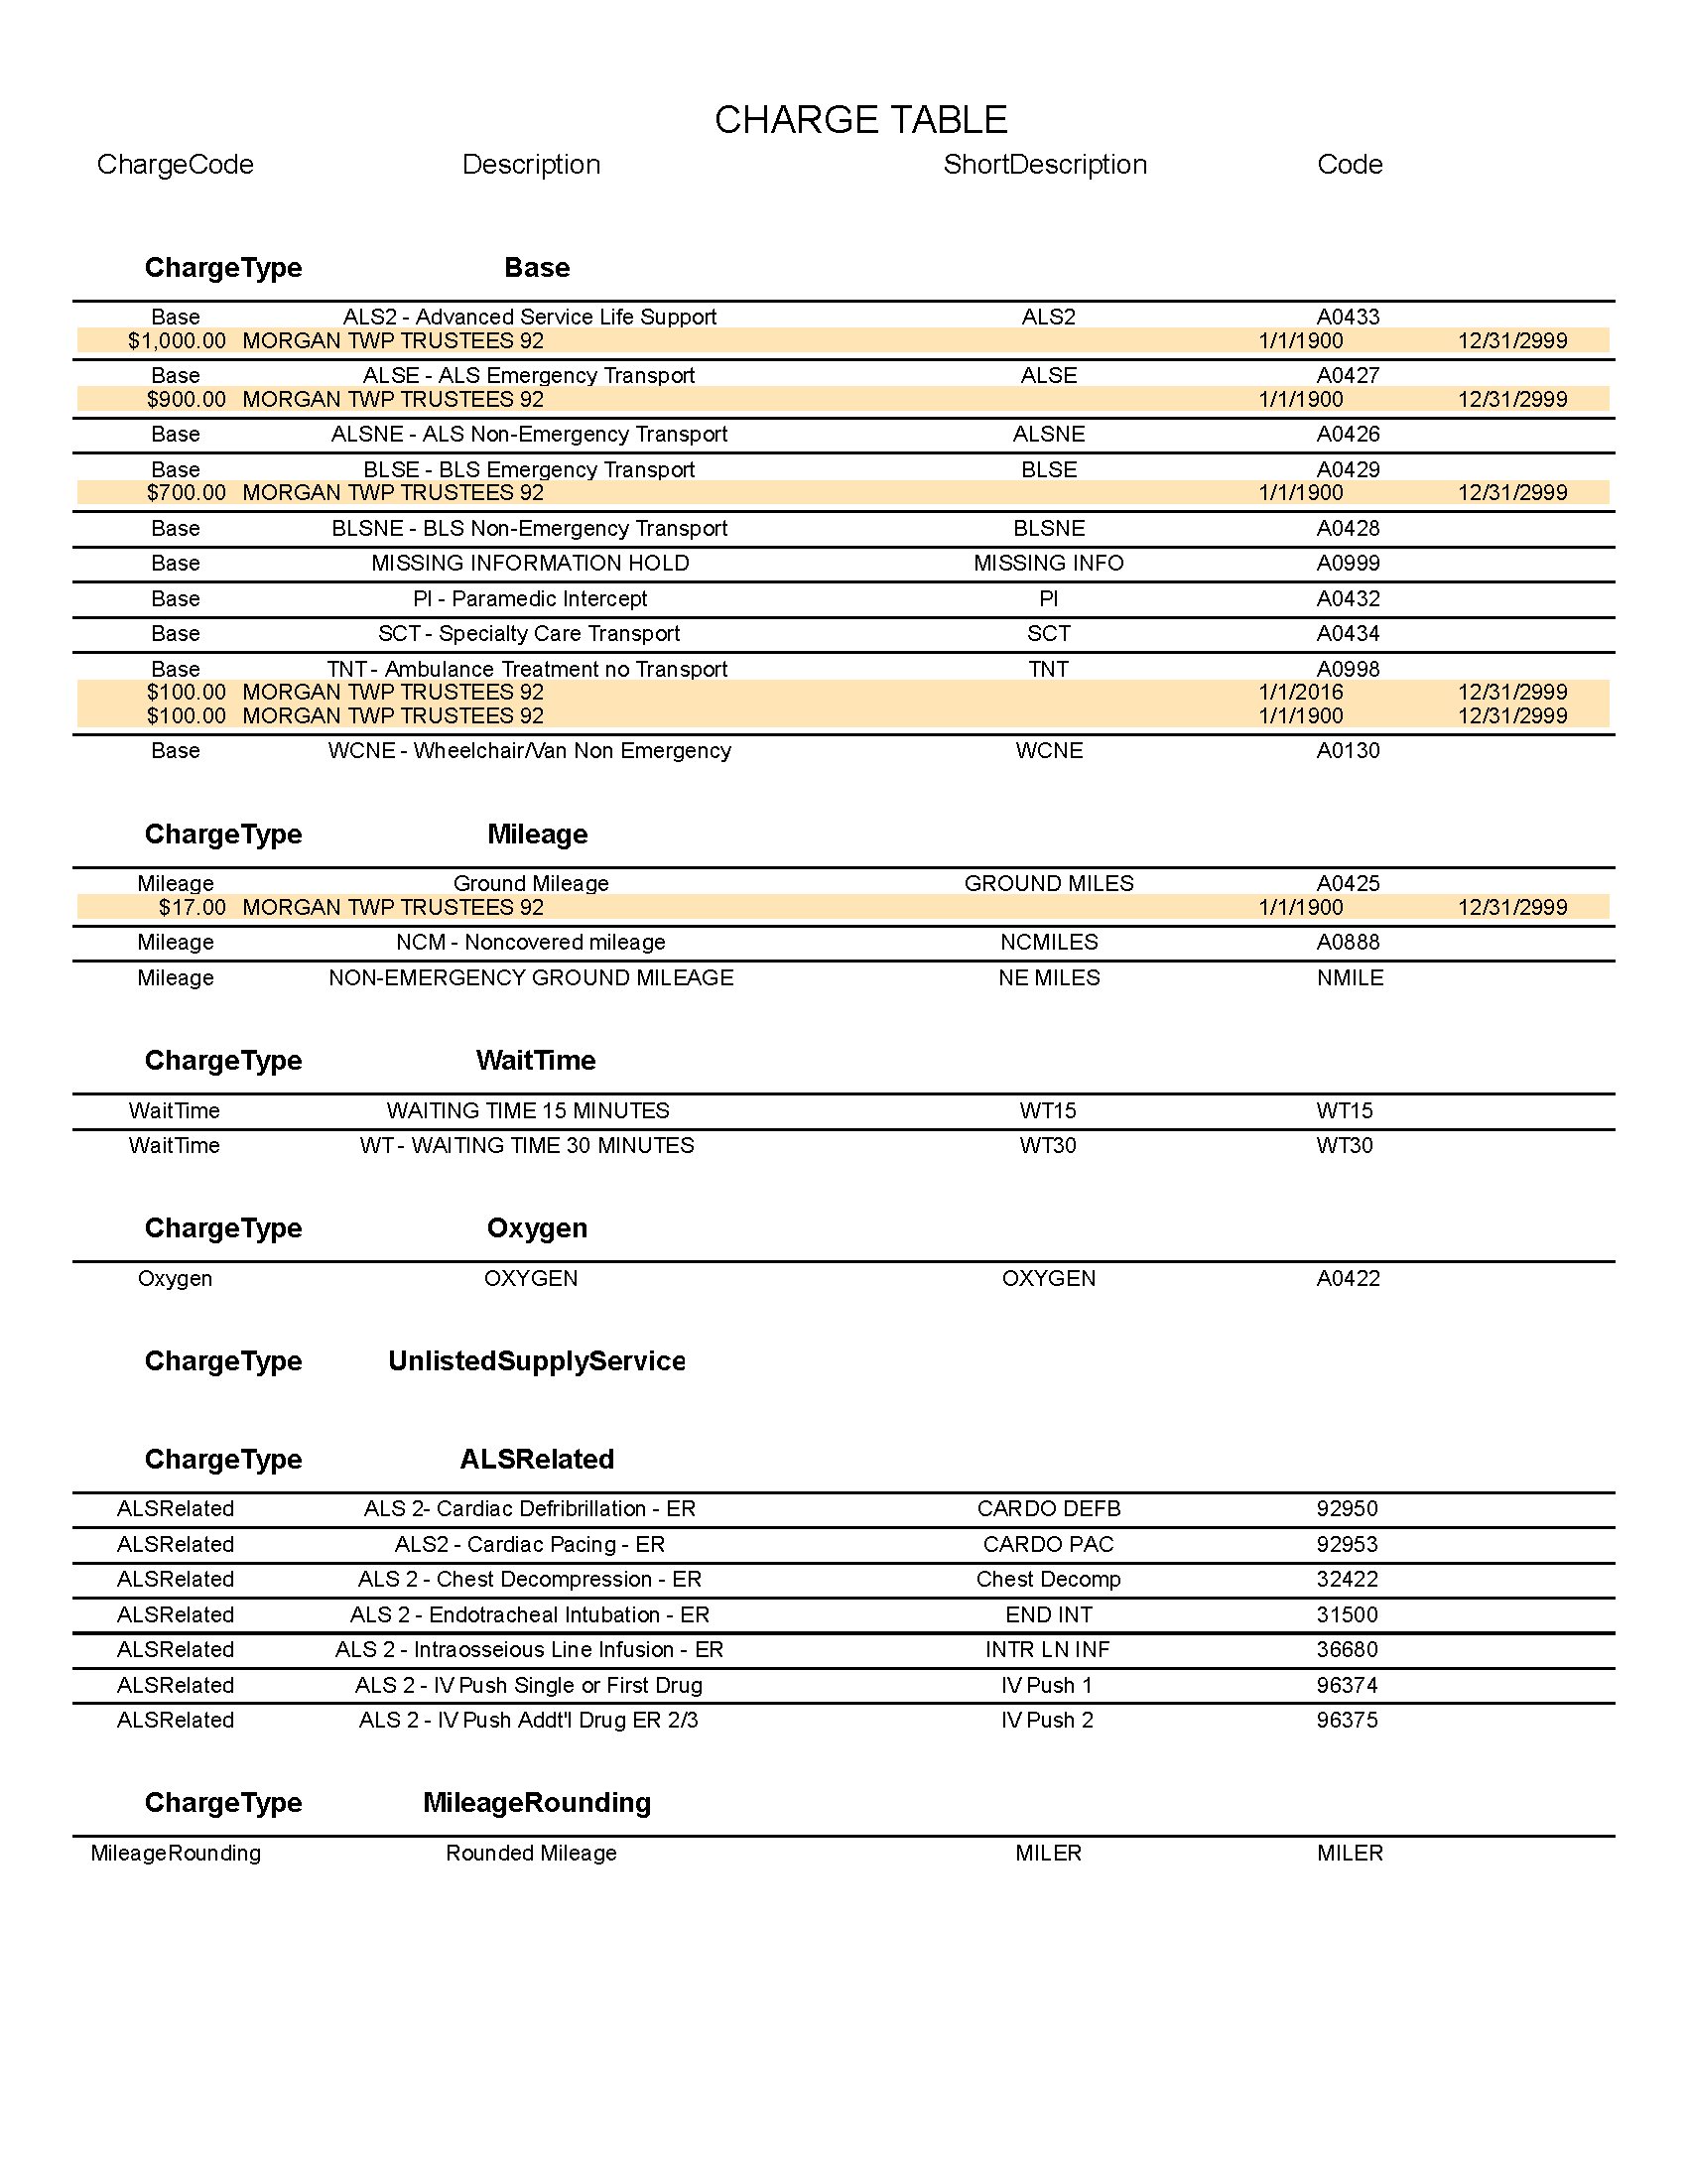 CHARGE TABLE
ChargeCode Description ShortDescription Code
ChargeType Base
Base ALS2 - Advanced Service Life Support ALS2 A0433
$1,000.00 MORGAN TWP TRUSTEES 92 1/1/1900 12/31/2999
Base ALSE - ALS Emergency Transport ALSE A0427
$900.00 MORGAN TWP TRUSTEES 92 1/1/1900 12/31/2999
Base ALSNE - ALS Non-Emergency Transport ALSNE A0426
Base BLSE - BLS Emergency Transport BLSE A0429
$700.00 MORGAN TWP TRUSTEES 92 1/1/1900 12/31/2999
Base BLSNE - BLS Non-Emergency Transport BLSNE A0428
Base MISSING INFORMATION HOLD MISSING INFO A0999
Base PI - Paramedic Intercept PI A0432
Base SCT - Specialty Care Transport SCT A0434
Base TNT - Ambulance Treatment no Transport TNT A0998
$100.00 MORGAN TWP TRUSTEES 92 1/1/2016 12/31/2999
$100.00 MORGAN TWP TRUSTEES 92 1/1/1900 12/31/2999
Base WCNE - Wheelchair/Van Non Emergency WCNE A0130
ChargeType Mileage
Mileage Ground Mileage GROUND MILES A0425
$17.00 MORGAN TWP TRUSTEES 92 1/1/1900 12/31/2999
Mileage NCM - Noncovered mileage NCMILES A0888
Mileage NON-EMERGENCY GROUND MILEAGE NE MILES NMILE
ChargeType WaitTime
WaitTime WAITING TIME 15 MINUTES WT15 WT15
WaitTime WT - WAITING TIME 30 MINUTES WT30 WT30
ChargeType Oxygen
Oxygen OXYGEN OXYGEN A0422
ChargeType UnlistedSupplyService
ChargeType ALSRelated
ALSRelated ALS 2- Cardiac Defribrillation - ER CARDO DEFB 92950
ALSRelated ALS2 - Cardiac Pacing - ER CARDO PAC 92953
ALSRelated ALS 2 - Chest Decompression - ER Chest Decomp 32422
ALSRelated ALS 2 - Endotracheal Intubation - ER END INT 31500
ALSRelated ALS 2 - Intraosseious Line Infusion - ER INTR LN INF 36680
ALSRelated ALS 2 - IV Push Single or First Drug IV Push 1 96374
ALSRelated ALS 2 - IV Push Addt'l Drug ER 2/3 IV Push 2 96375
ChargeType MileageRounding
MileageRounding Rounded Mileage MILER MILER